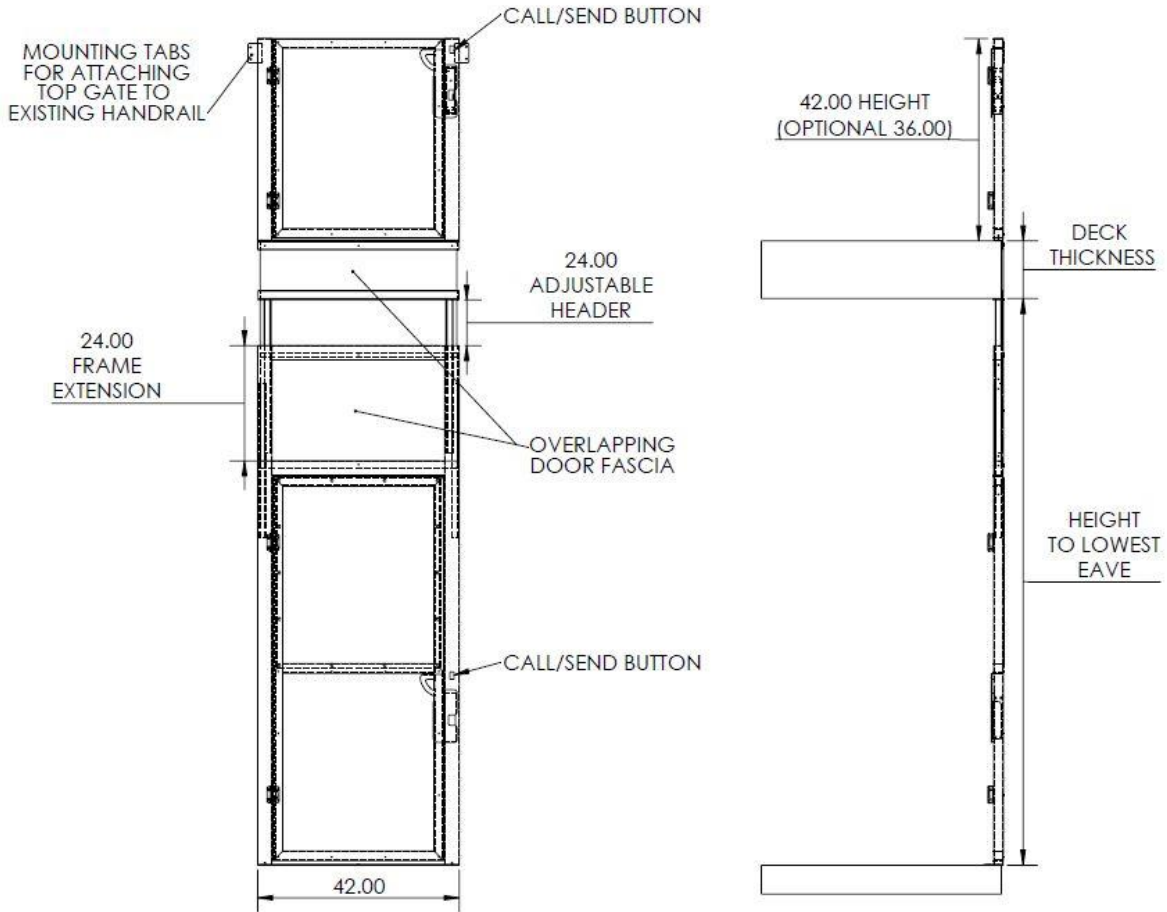 CALL/SEND BUTTON
MOUNTING TABS
FOR ATTACHING
TOP GATE TO
EXISTING HANDRAIL
42.00 HEIGHT
(OPTIONAL 36.00)
DECK
THICKNESS
24.00
ADJUSTABLE
HEADER
24.00
FRAME
EXTENSION
OVERLAPPING
DOOR FASCIA
HEIGHT
TO LOWEST
EAVE
CALL/SEND BUTTON
42.00